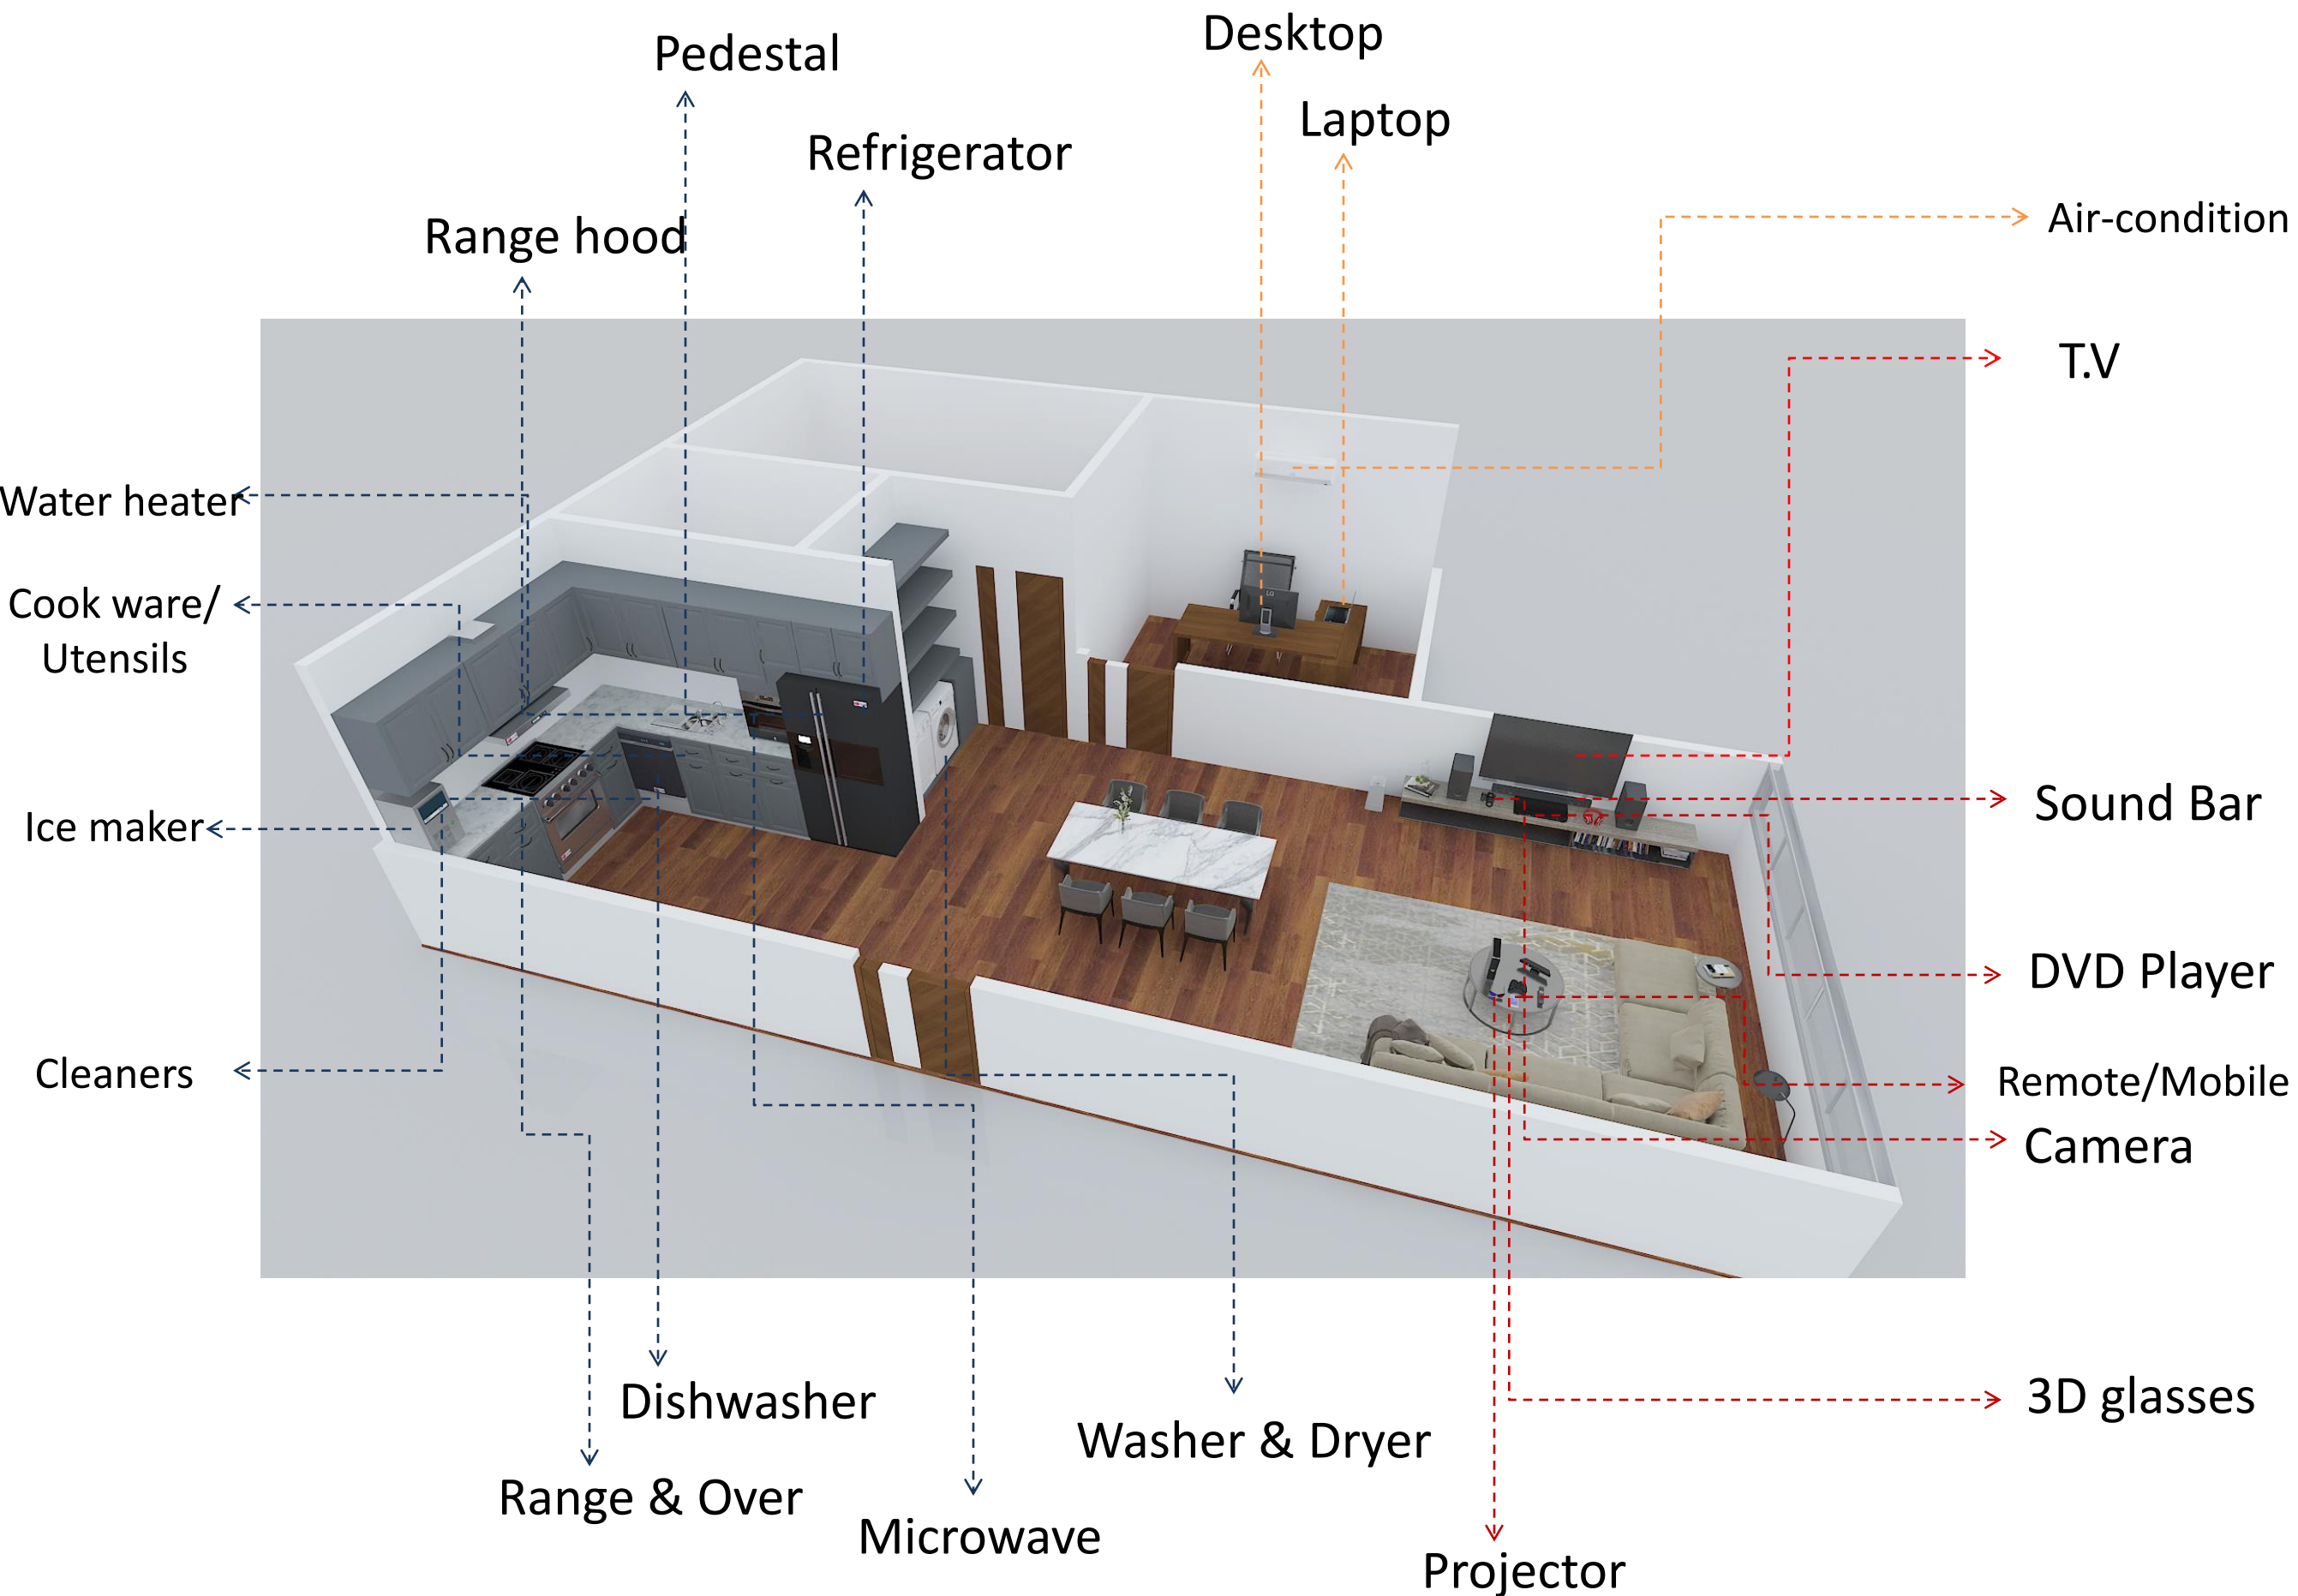 Desktop
Pedestal
Laptop
Refrigerator
Air-condition
Range hood
T.V
Water heater
Cook ware/
Utensils
LG
Sound Bar
Ice maker
DVD Player
Cleaners
Remote/Mobile
Camera
Dishwasher
3D glasses
Washer & Dryer
Range & Over
Microwave
Projector